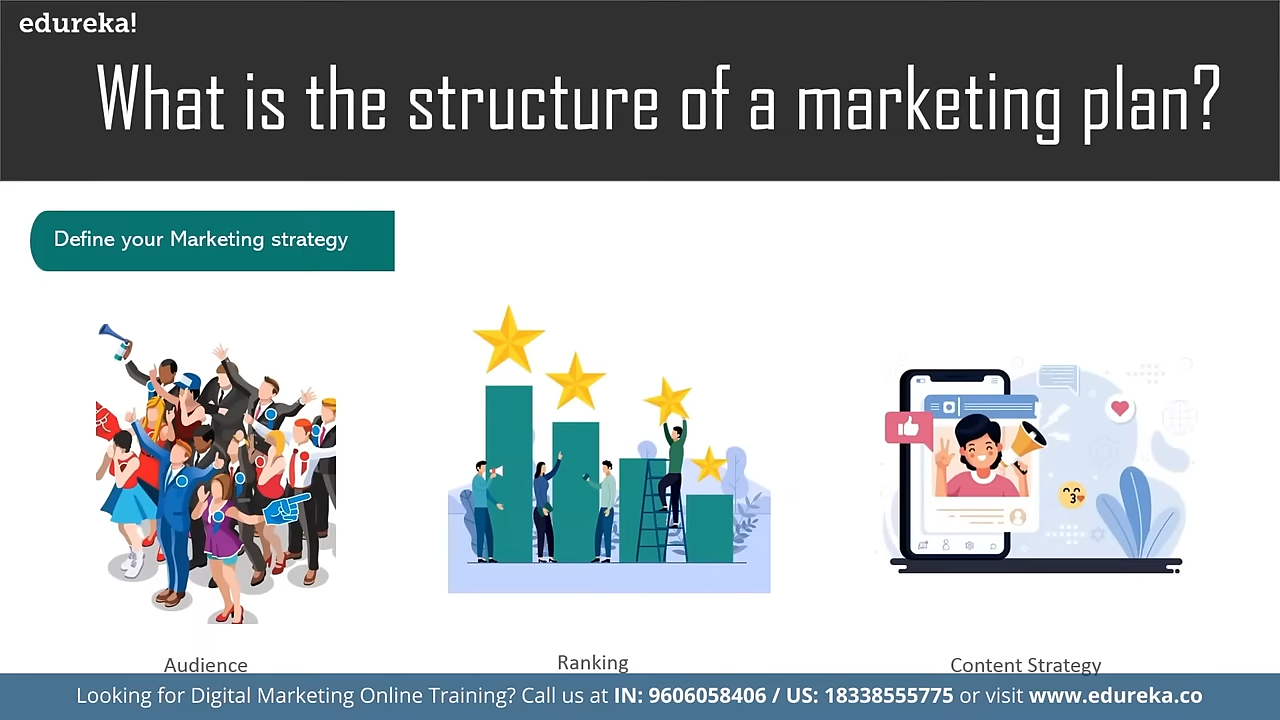 edureka!
What is the structure of a marketing plan?
Define your Marketing strategy
Audience
Ranking
Content Strategy
Looking for Digital Marketing Online Training? Call us at IN: 9606058406 / US: 18338555775 or visit www.edureka.co